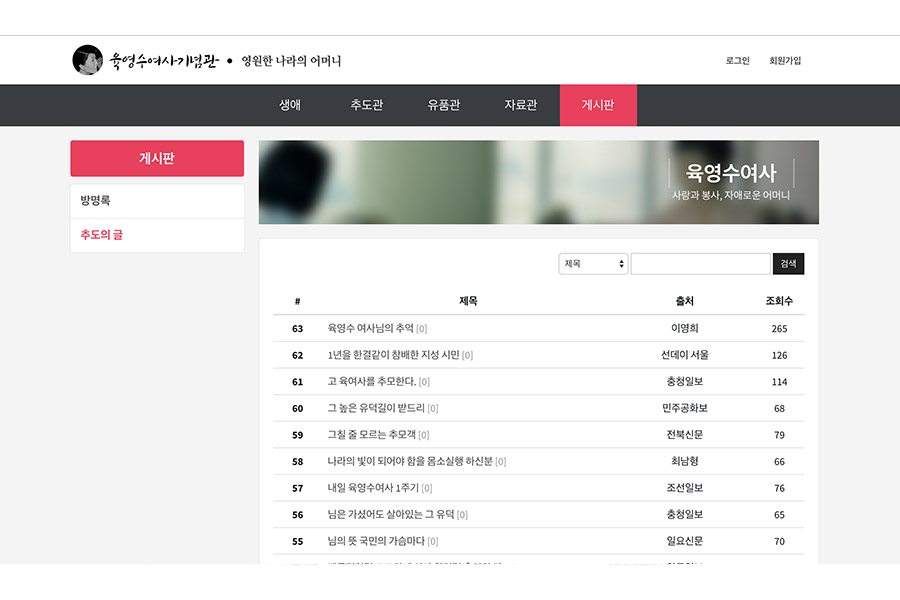 육영수여사기념관 • 영원한 나라의 어머니
로그인 회원가입
생애 추도관 유품관 자료관 게시판
게시판
방명록
추도의 글
육영수여사
사랑과 봉사, 자애로운 어머니
제목 검색
# 제목 출처 조회수
63 육영수 여사님의 추억 [0] 이영희 265
62 1년을 한결같이 참배한 지성 시민 [0] 선데이 서울 126
61 고 육여사를 추모한다. [0] 충청일보 114
60 그 높은 유덕길이 받드리 [0] 민주공화보 68
59 그칠 줄 모르는 추모객 [0] 전북신문 79
58 나라의 빛이 되어야 함을 몸소실행 하신분 [0] 최남형 66
57 내일 육영수여사 1주기 [0] 조선일보 76
56 님은 가셨어도 살아있는 그 유덕 [0] 충청일보 65
55 님의 뜻 국민의 가슴마다 [0] 일요신문 70